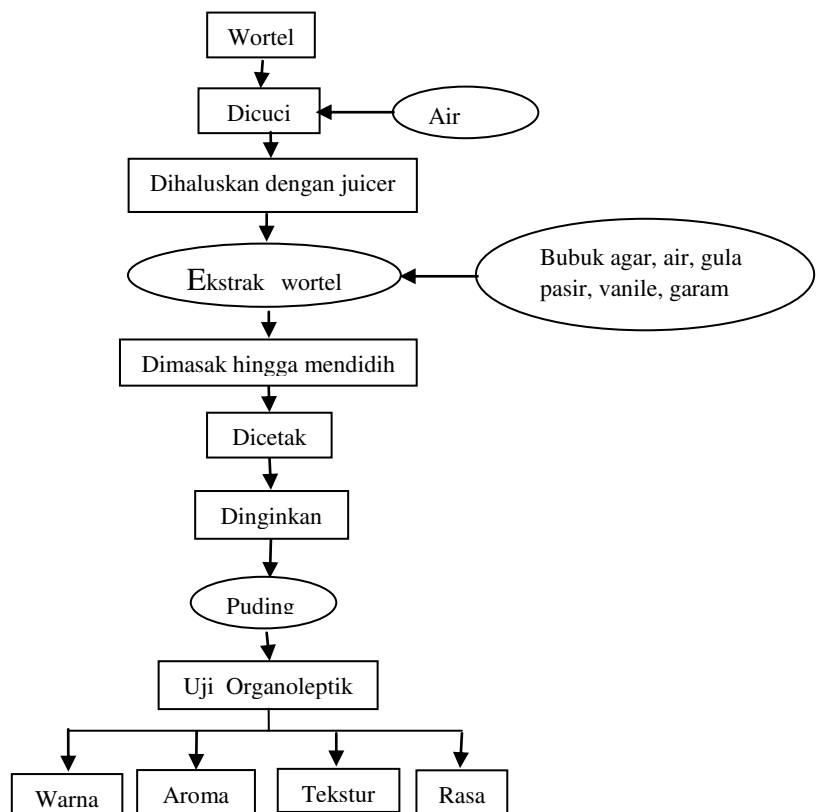 Wortel
Dicuci
Air
Dihaluskan dengan juicer
Ekstrak wortel
Bubuk agar, air, gula
pasir, vanile, garam
Dimasak hingga mendidih
Dicetak
Dinginkan
Puding
Uji Organoleptik
Warna
Aroma
Tekstur
Rasa